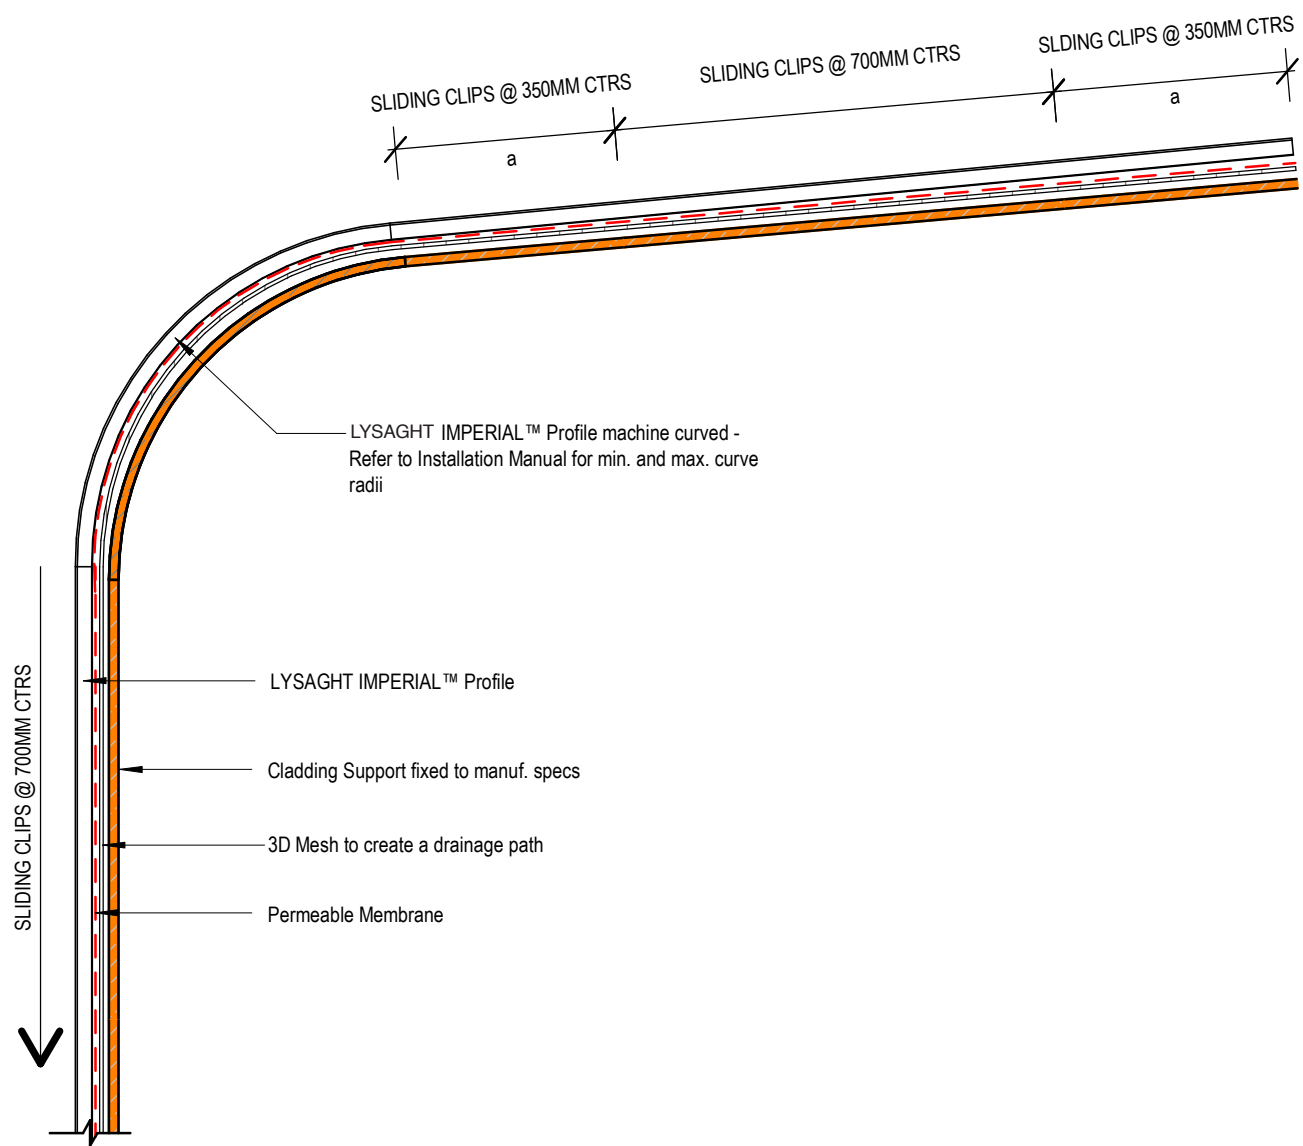 SLIDING CLIPS @ 350MM CTRS
SLIDING CLIPS @ 700MM CTRS
SLDING CLIPS @ 350MM CTRS
a
a
LYSAGHT IMPERIAL™ Profile machine curved -
Refer to Installation Manual for min. and max. curve
radii
SLIDING CLIPS @ 700MM CTRS
LYSAGHT IMPERIAL™ Profile
Cladding Support fixed to manuf. specs
3D Mesh to create a drainage path
Permeable Membrane